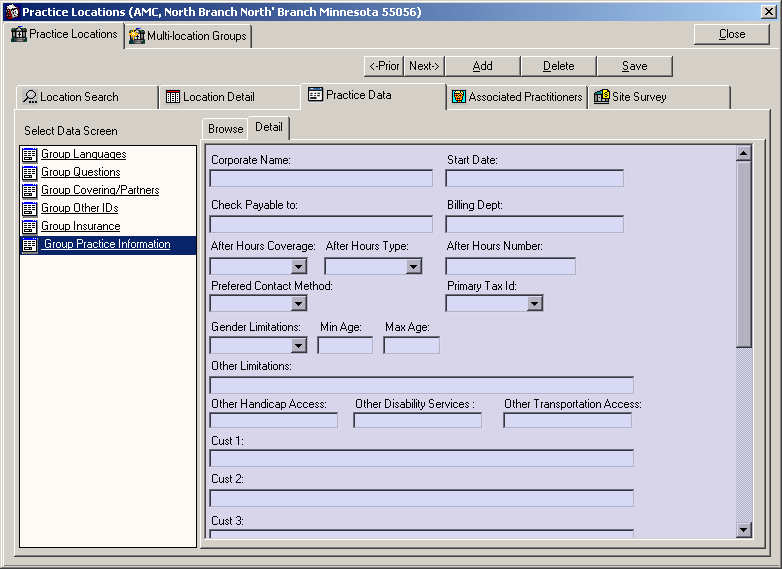 Practice Locations (AMC, North Branch North' Branch Minnesota 55056)
Practice Locations Multi-location Groups Close
<-Prior Next-> Add Delete Save
Location Search Location Detail Practice Data Associated Practitioners Site Survey
Select Data Screen
Group Languages
Group Questions
Group Covering/Partners
Group Other IDs
Group Insurance
Group Practice Information
Browse Detail
Corporate Name: Start Date:
Check Payable to: Billing Dept:
After Hours Coverage: After Hours Type: After Hours Number:
Prefered Contact Method: Primary Tax Id:
Gender Limitations: Min Age: Max Age:
Other Limitations:
Other Handicap Access: Other Disability Services : Other Transportation Access:
Cust 1:
Cust 2:
Cust 3: